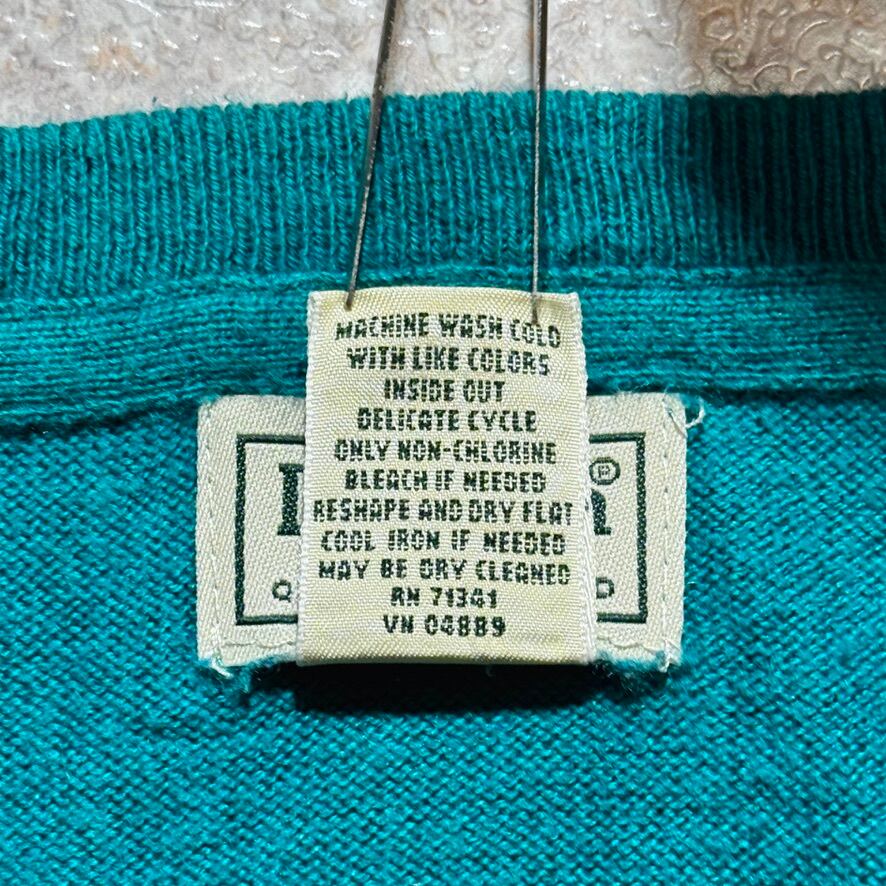 MACHINE WASH COLD
WITH LIKE COLORS
INSIDE OUT
DELICATE CYCLE
ONLY NON-CHLORINE
BLEACH IF NEEDED
RESHAPE AND DRY FLAT
COOL IRON IF NEEDED
MAY BE DRY CLEANED
RN 71341
VN 04889